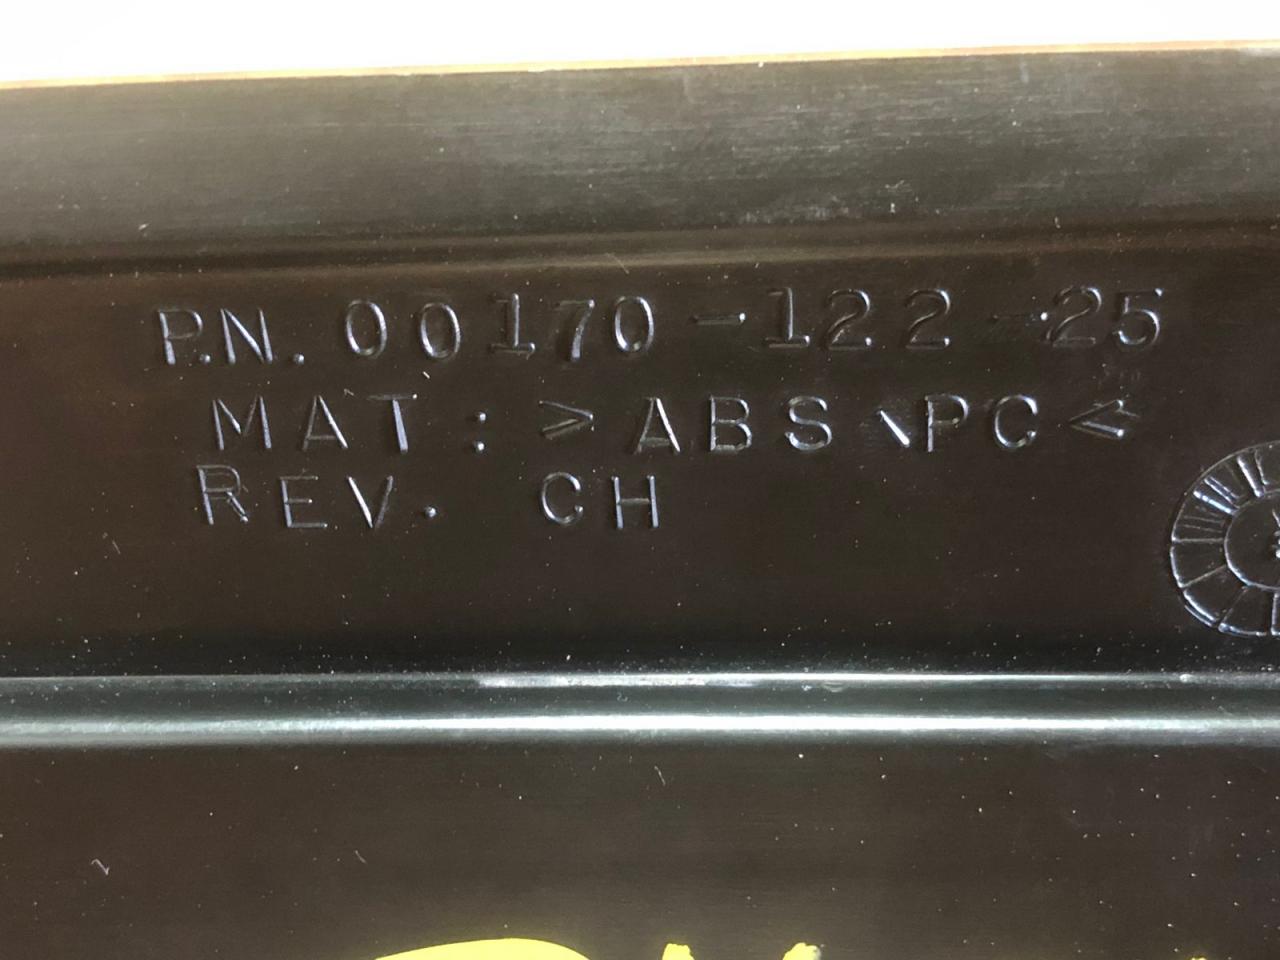 P.N. 00170-122-25
MAT: >ABS\PC<
REV. CH